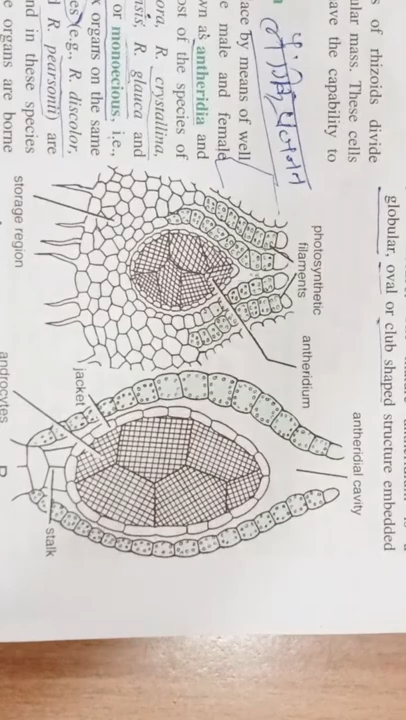 s of rhizoids divide
ular mass. These cells
ave the capability to
ace by means of well
e male and female
wn as antheridia and
ost of the species of
ora, R. crystallina,
nsis, R. glauca and
or monoecious, i.e.,
x organs on the same
es (e.g., R. discolor,
d R. pearsonii) are
nd in these species
e organs are borne
globular, oval or club shaped structure embedded
photosynthetic
filaments
antheridium
storage region
antheridial cavity
jacket
androcytes
stalk